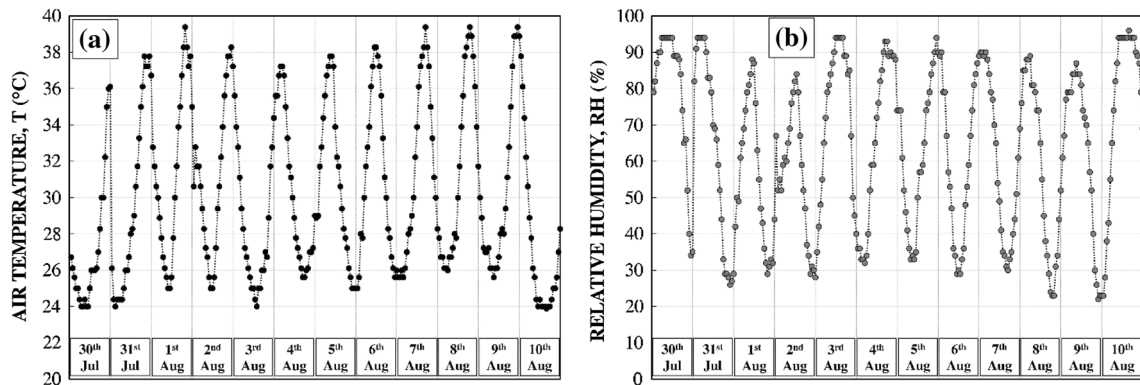 (a)
AIR TEMPERATURE, T (°C)
40
38
36
34
32
30
28
26
24
22
20
30th Jul
31st Jul
1st Aug
2nd Aug
3rd Aug
4th Aug
5th Aug
6th Aug
7th Aug
8th Aug
9th Aug
10th Aug
(b)
RELATIVE HUMIDITY, RH (%)
100
90
80
70
60
50
40
30
20
10
0
30th Jul
31st Jul
1st Aug
2nd Aug
3rd Aug
4th Aug
5th Aug
6th Aug
7th Aug
8th Aug
9th Aug
10th Aug